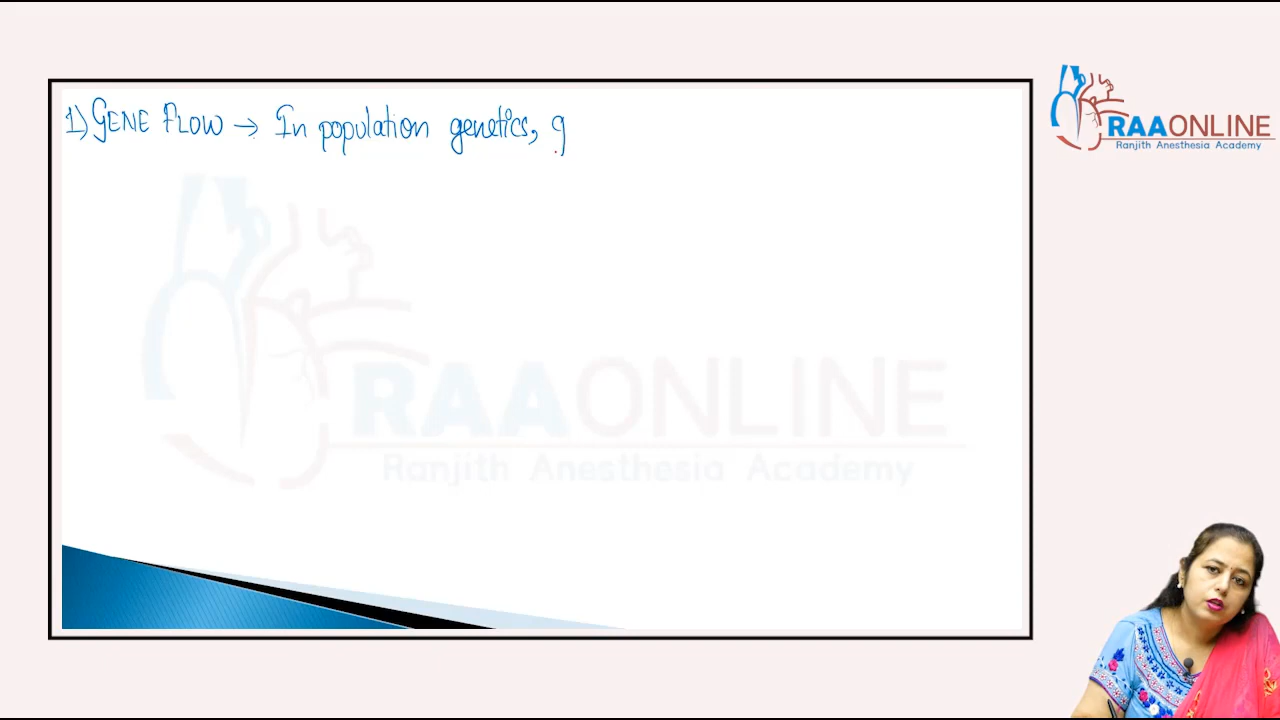 1) GENE FLOW → In population genetics, g
RAAONLINE
Ranjith Anesthesia Academy
RAAONLINE
Ranjith Anesthesia Academy